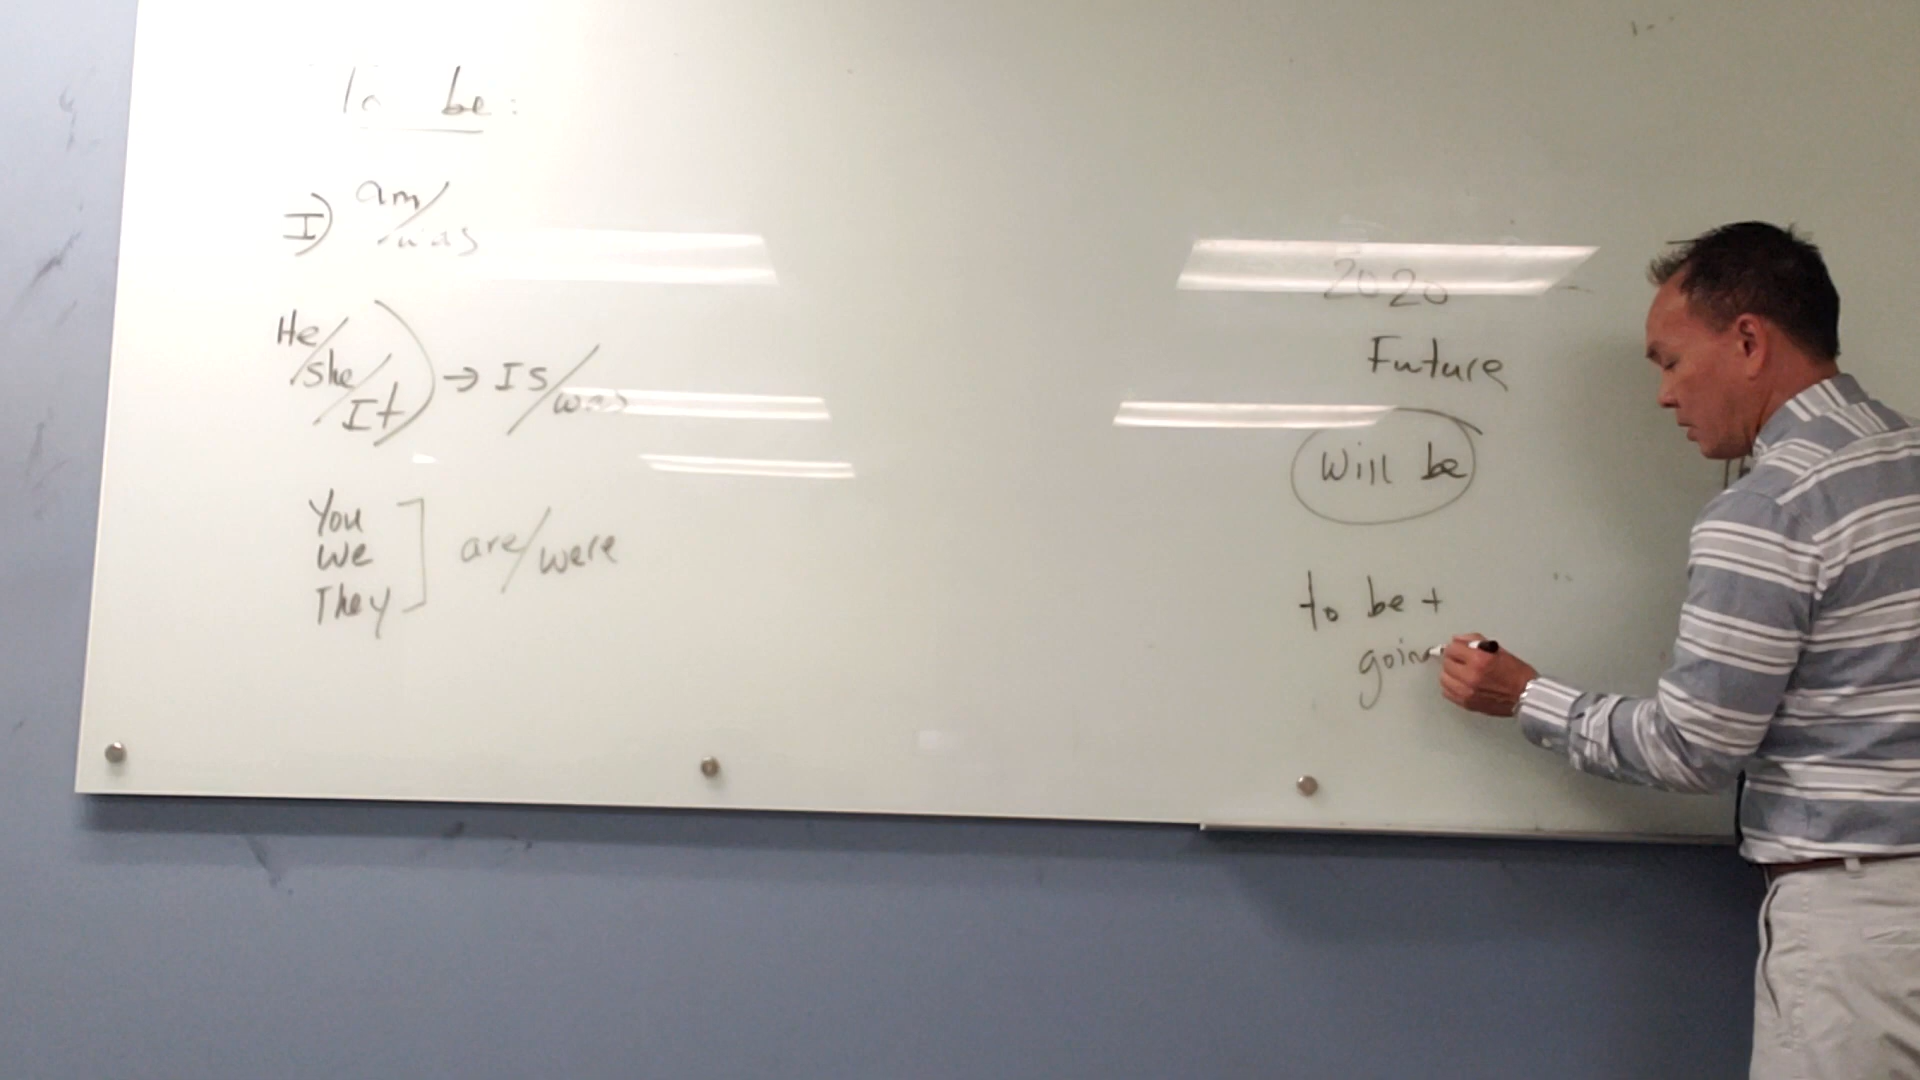 To be:
I) am/was
He/she/It) → Is/was
You
We
They
] are/were
2020
Future
Will be
to be +
going